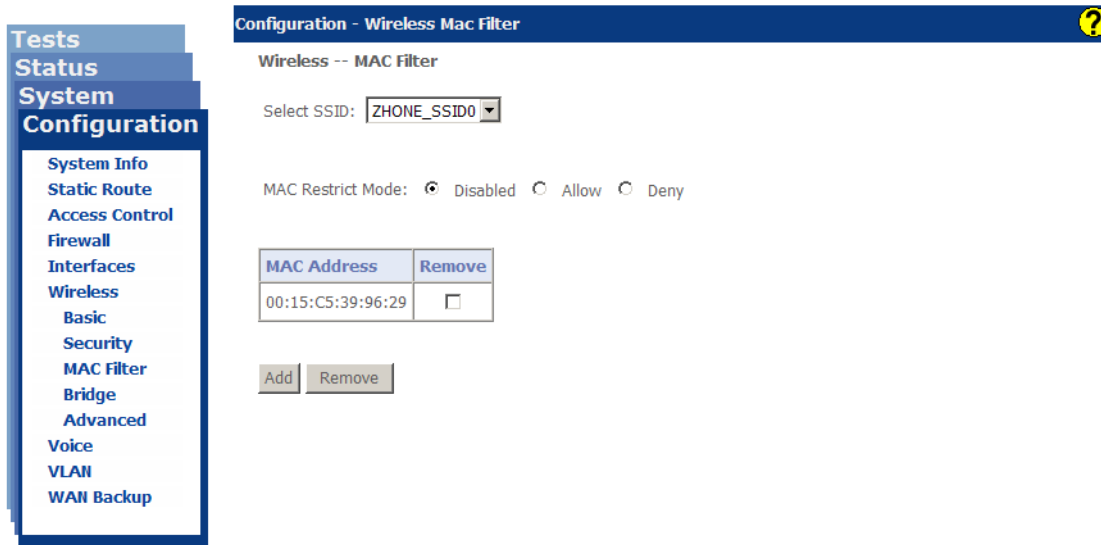 Tests
Status
System
Configuration
System Info
Static Route
Access Control
Firewall
Interfaces
Wireless
Basic
Security
MAC Filter
Bridge
Advanced
Voice
VLAN
WAN Backup
Configuration - Wireless Mac Filter
?
Wireless -- MAC Filter
Select SSID: ZHONE_SSID0
MAC Restrict Mode: Disabled Allow Deny
MAC Address Remove
00:15:C5:39:96:29
Add Remove